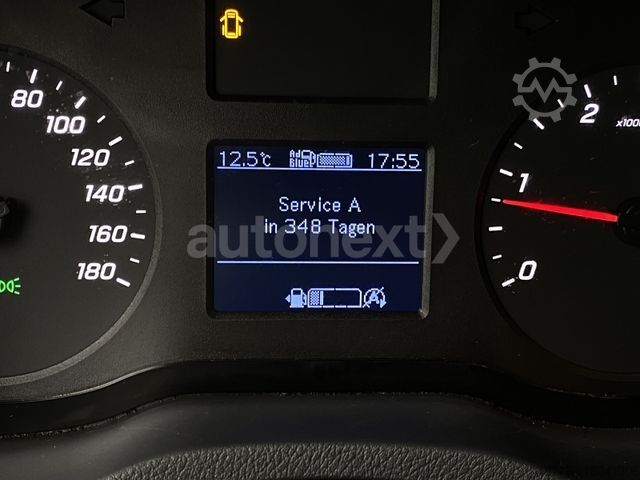 12.5°C AdBlue 17:55
Service A
in 348 Tagen
autonext
80
100
120
140
160
180
2
x1000
1
0
A